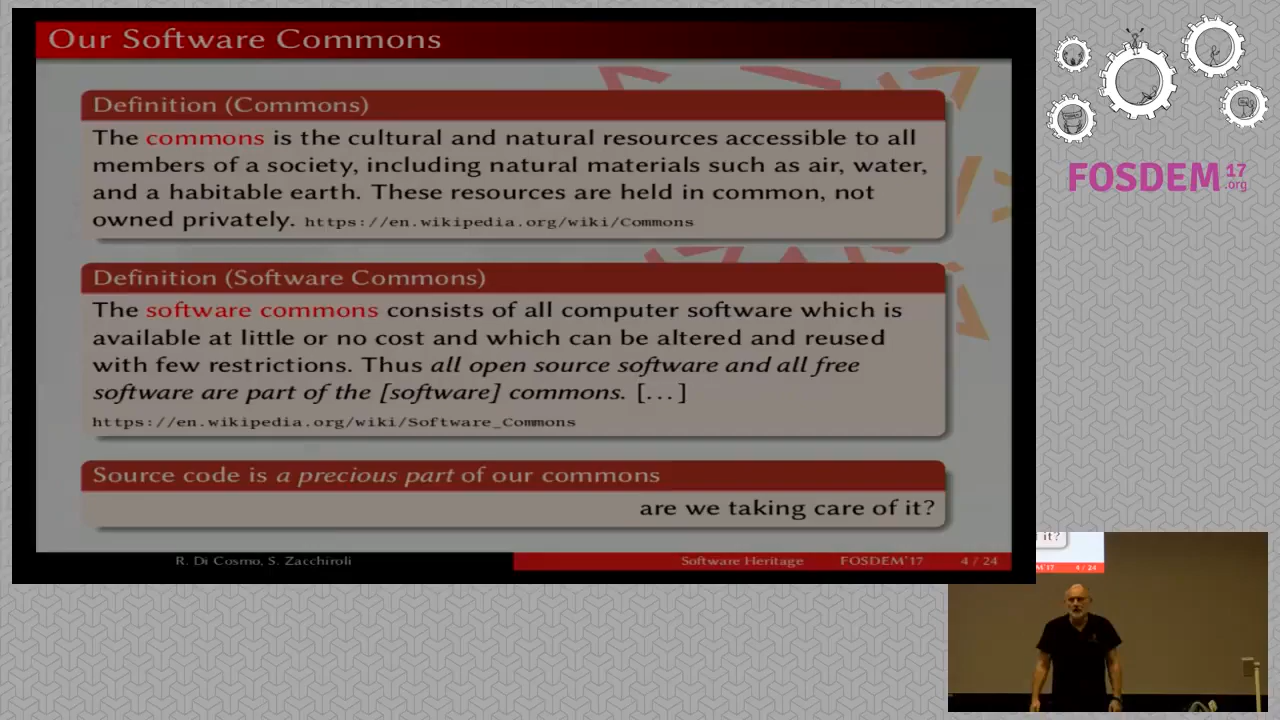 Our Software Commons
Definition (Commons)
The commons is the cultural and natural resources accessible to all
members of a society, including natural materials such as air, water,
and a habitable earth. These resources are held in common, not
owned privately. https://en.wikipedia.org/wiki/Commons
Definition (Software Commons)
The software commons consists of all computer software which is
available at little or no cost and which can be altered and reused
with few restrictions. Thus all open source software and all free
software are part of the [software] commons. [...]
https://en.wikipedia.org/wiki/Software_Commons
Source code is a precious part of our commons
are we taking care of it?
R. Di Cosmo, S. Zacchiroli Software Heritage FOSDEM'17 4 / 24
FOSDEM 17 .org
it?
M'17 4 / 24